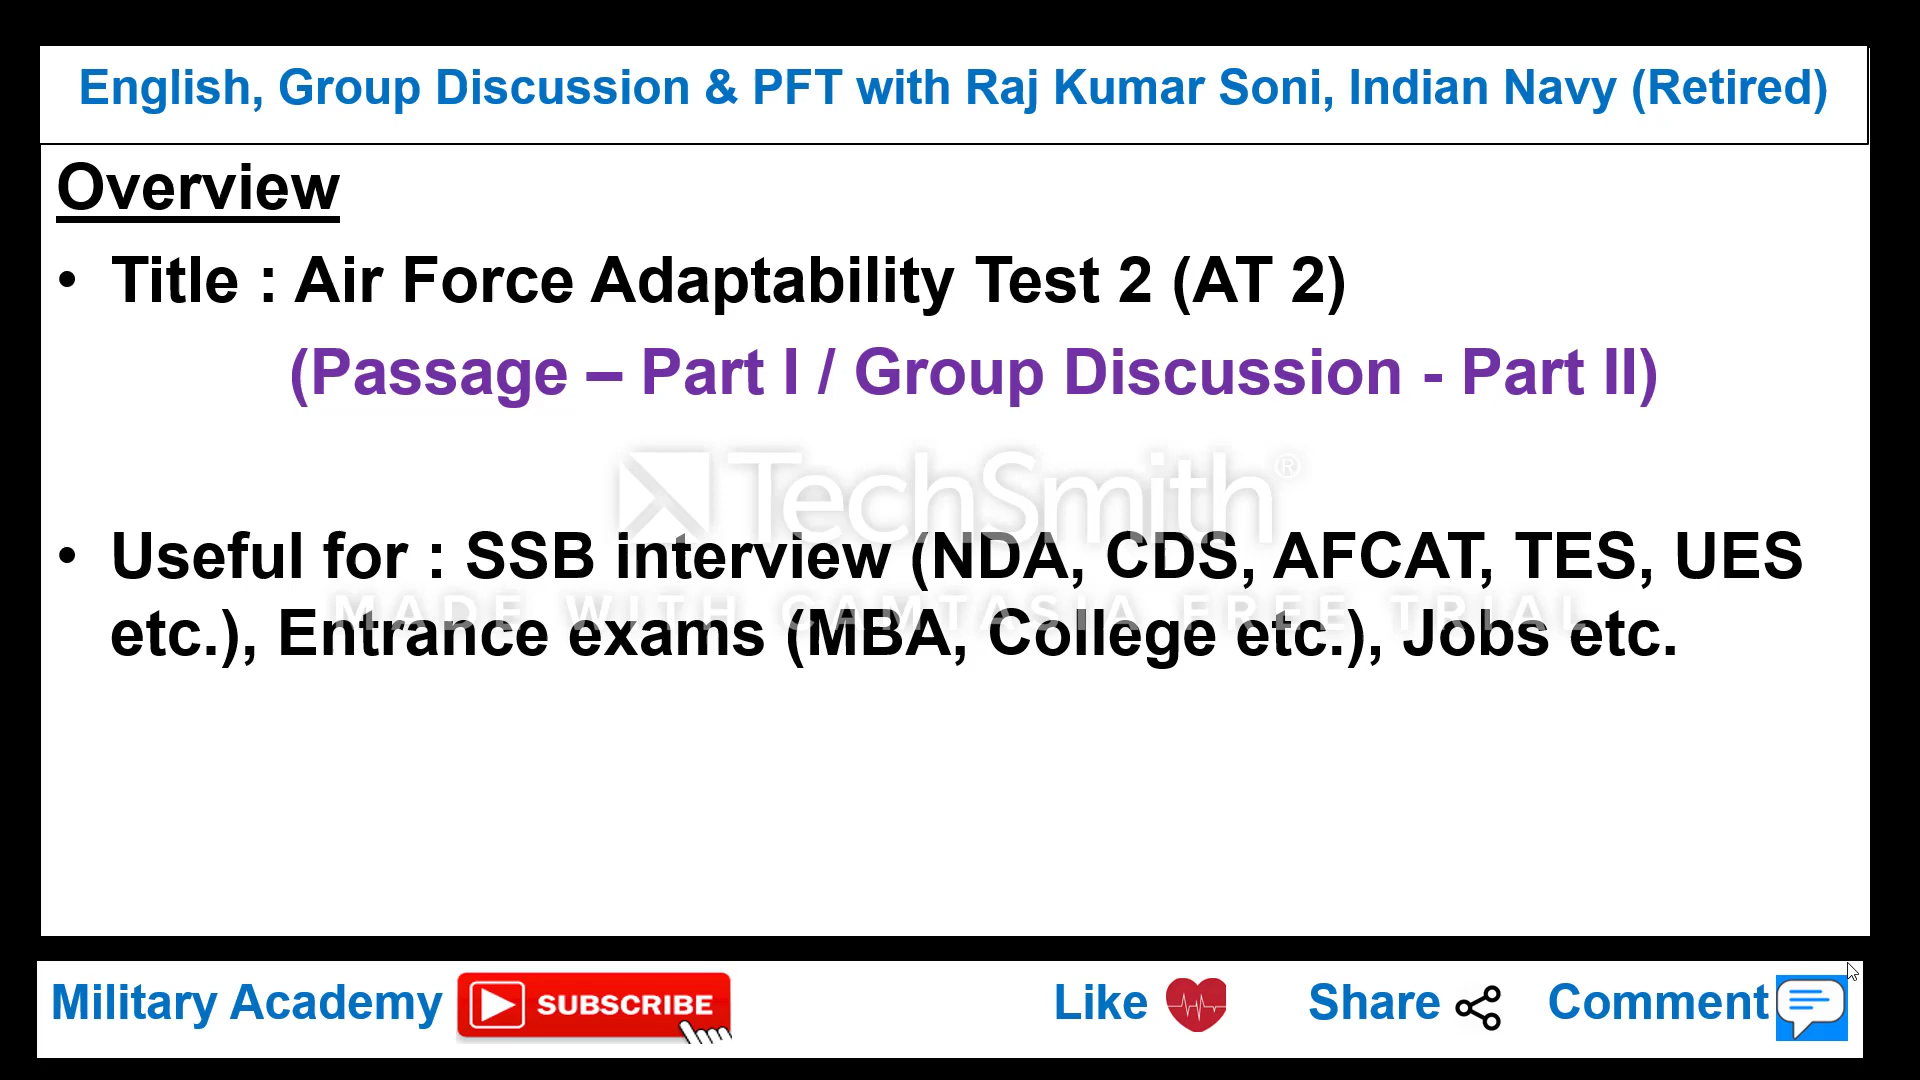 English, Group Discussion & PFT with Raj Kumar Soni, Indian Navy (Retired)
Overview
• Title : Air Force Adaptability Test 2 (AT 2)
(Passage – Part I / Group Discussion - Part II)
TechSmith®
• Useful for : SSB interview (NDA, CDS, AFCAT, TES, UES
MADE WITH CAMTASIA FREE TRIAL
etc.), Entrance exams (MBA, College etc.), Jobs etc.
Military Academy SUBSCRIBE Like Share Comment